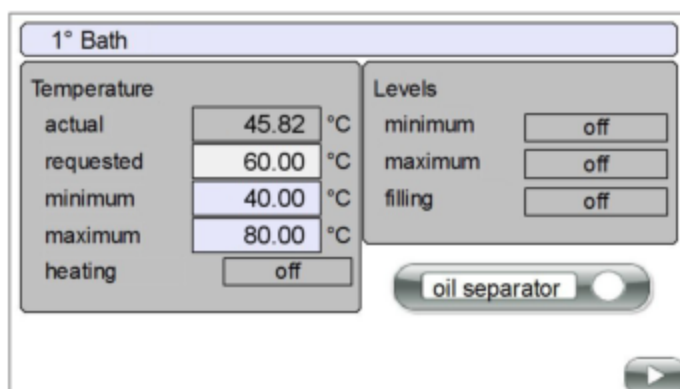 1° Bath
Temperature
actual 45.82 °C
requested 60.00 °C
minimum 40.00 °C
maximum 80.00 °C
heating off
Levels
minimum off
maximum off
filling off
oil separator